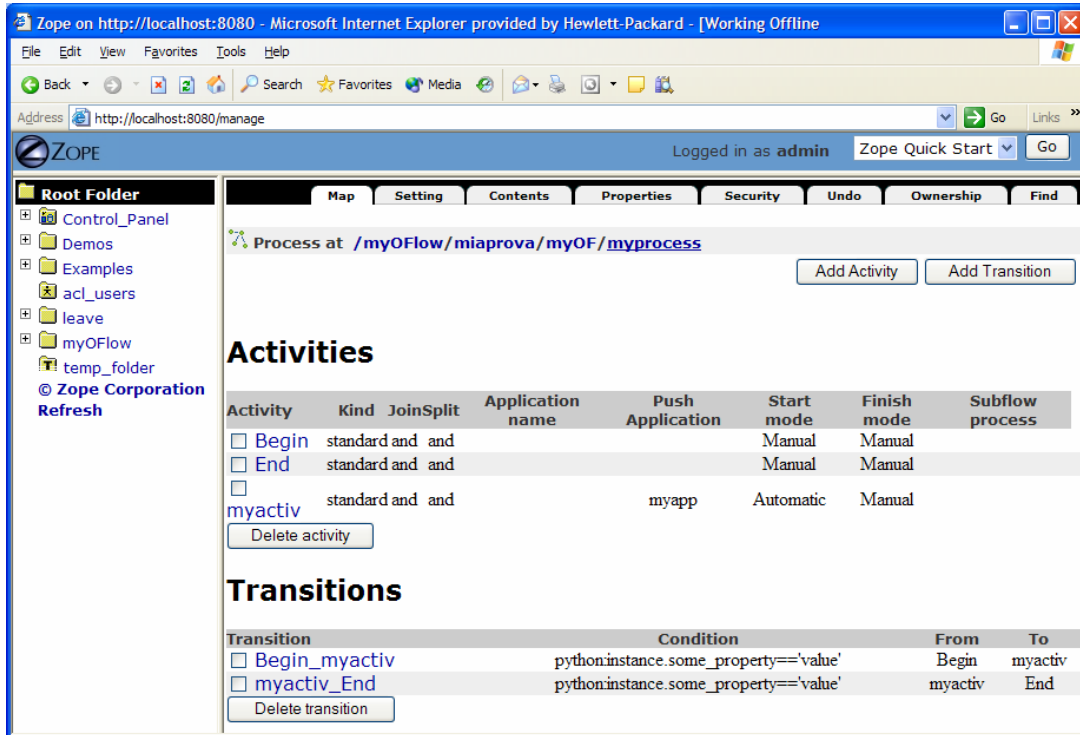 Zope on http://localhost:8080 - Microsoft Internet Explorer provided by Hewlett-Packard - [Working Offline
File Edit View Favorites Tools Help
Back Search Favorites Media
Address http://localhost:8080/manage Go Links »
ZOPE Logged in as admin Zope Quick Start Go
Root Folder
Control_Panel
Demos
Examples
acl_users
leave
myOFlow
temp_folder
© Zope Corporation
Refresh
Map Setting Contents Properties Security Undo Ownership Find
Process at /myOFlow/miaprova/myOF/myprocess
Add Activity Add Transition
Activities
Activity Kind JoinSplit Application name Push Application Start mode Finish mode Subflow process
Begin standard and and Manual Manual
End standard and and Manual Manual
myactiv standard and and myapp Automatic Manual
Delete activity
Transitions
Transition Condition From To
Begin_myactiv python:instance.some_property=='value' Begin myactiv
myactiv_End python:instance.some_property=='value' myactiv End
Delete transition